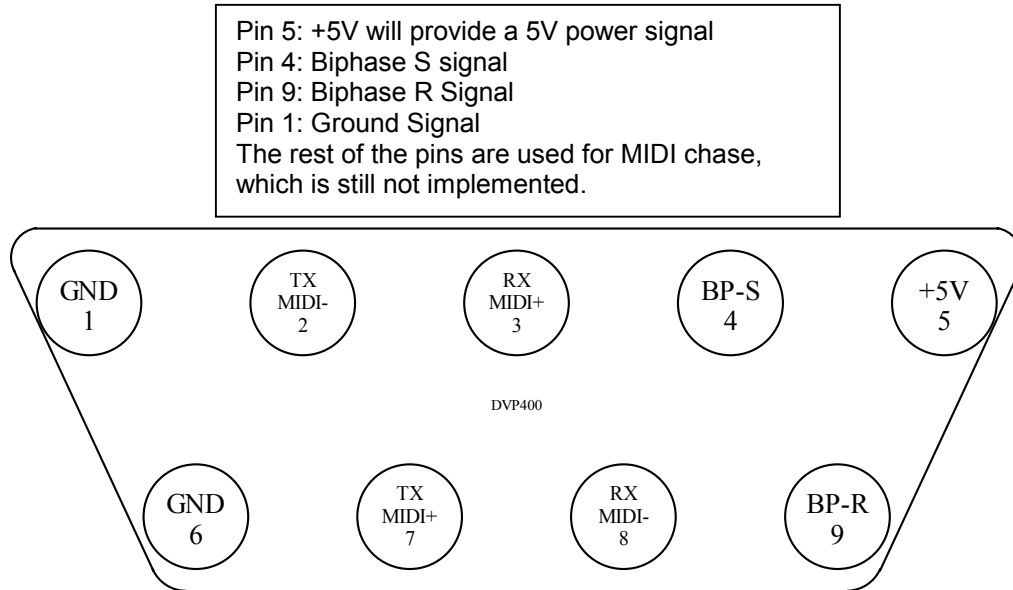 Pin 5: +5V will provide a 5V power signal
Pin 4: Biphase S signal
Pin 9: Biphase R Signal
Pin 1: Ground Signal
The rest of the pins are used for MIDI chase,
which is still not implemented.
GND
1
TX
MIDI-
2
RX
MIDI+
3
BP-S
4
+5V
5
DVP400
GND
6
TX
MIDI+
7
RX
MIDI-
8
BP-R
9